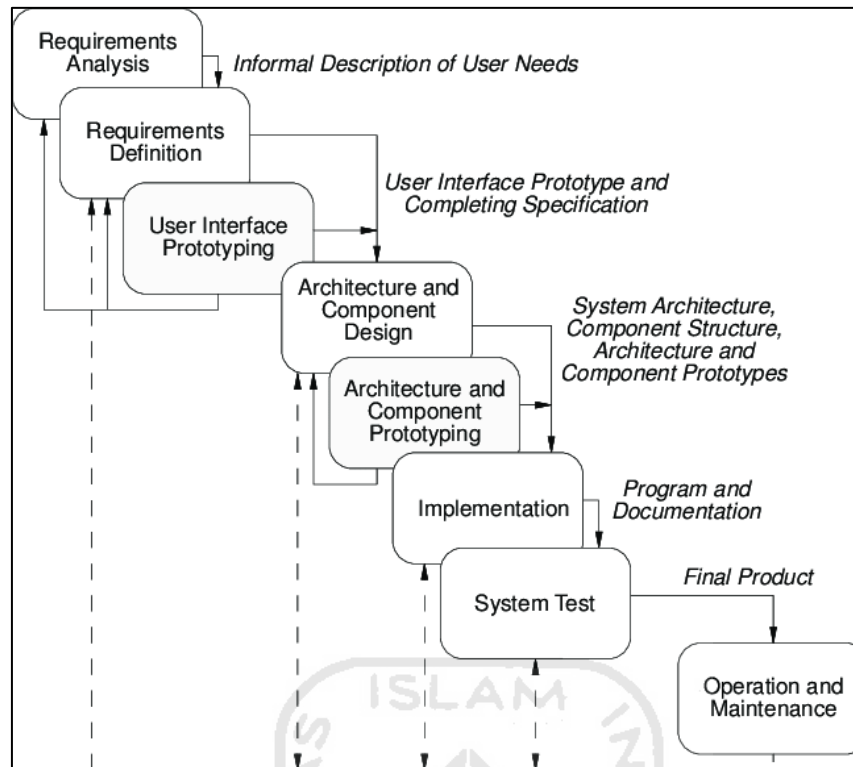 Requirements
Analysis
Informal Description of User Needs
Requirements
Definition
User Interface Prototype and
Completing Specification
User Interface
Prototyping
Architecture and
Component
Design
System Architecture,
Component Structure,
Architecture and
Component Prototypes
Architecture and
Component
Prototyping
Implementation
Program and
Documentation
System Test
Final Product
Operation and
Maintenance
ISLAM